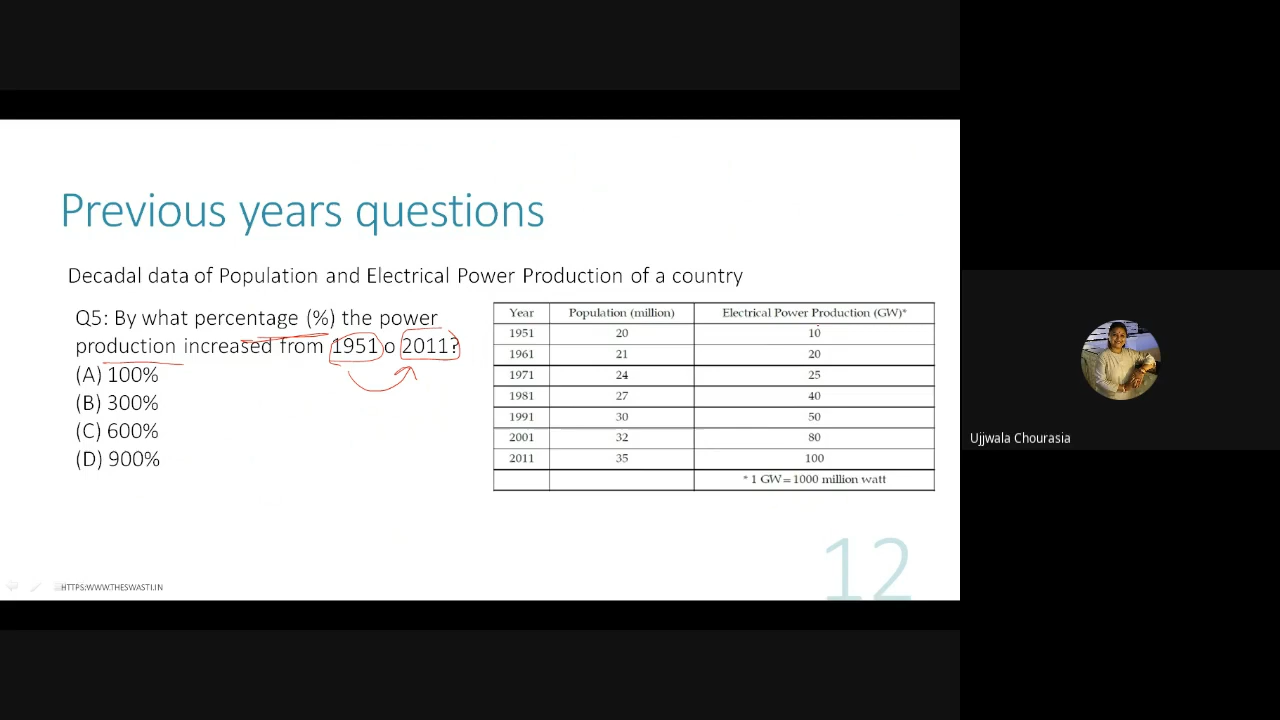 Previous years questions
Decadal data of Population and Electrical Power Production of a country
Q5: By what percentage (%) the power
production increased from 1951 o 2011?
(A) 100%
(B) 300%
(C) 600%
(D) 900%
Year Population (million) Electrical Power Production (GW)*
1951 20 10
1961 21 20
1971 24 25
1981 27 40
1991 30 50
2001 32 80
2011 35 100
* 1 GW = 1000 million watt
Ujjwala Chourasia
12
HTTPS:WWW.THESWASTI.IN